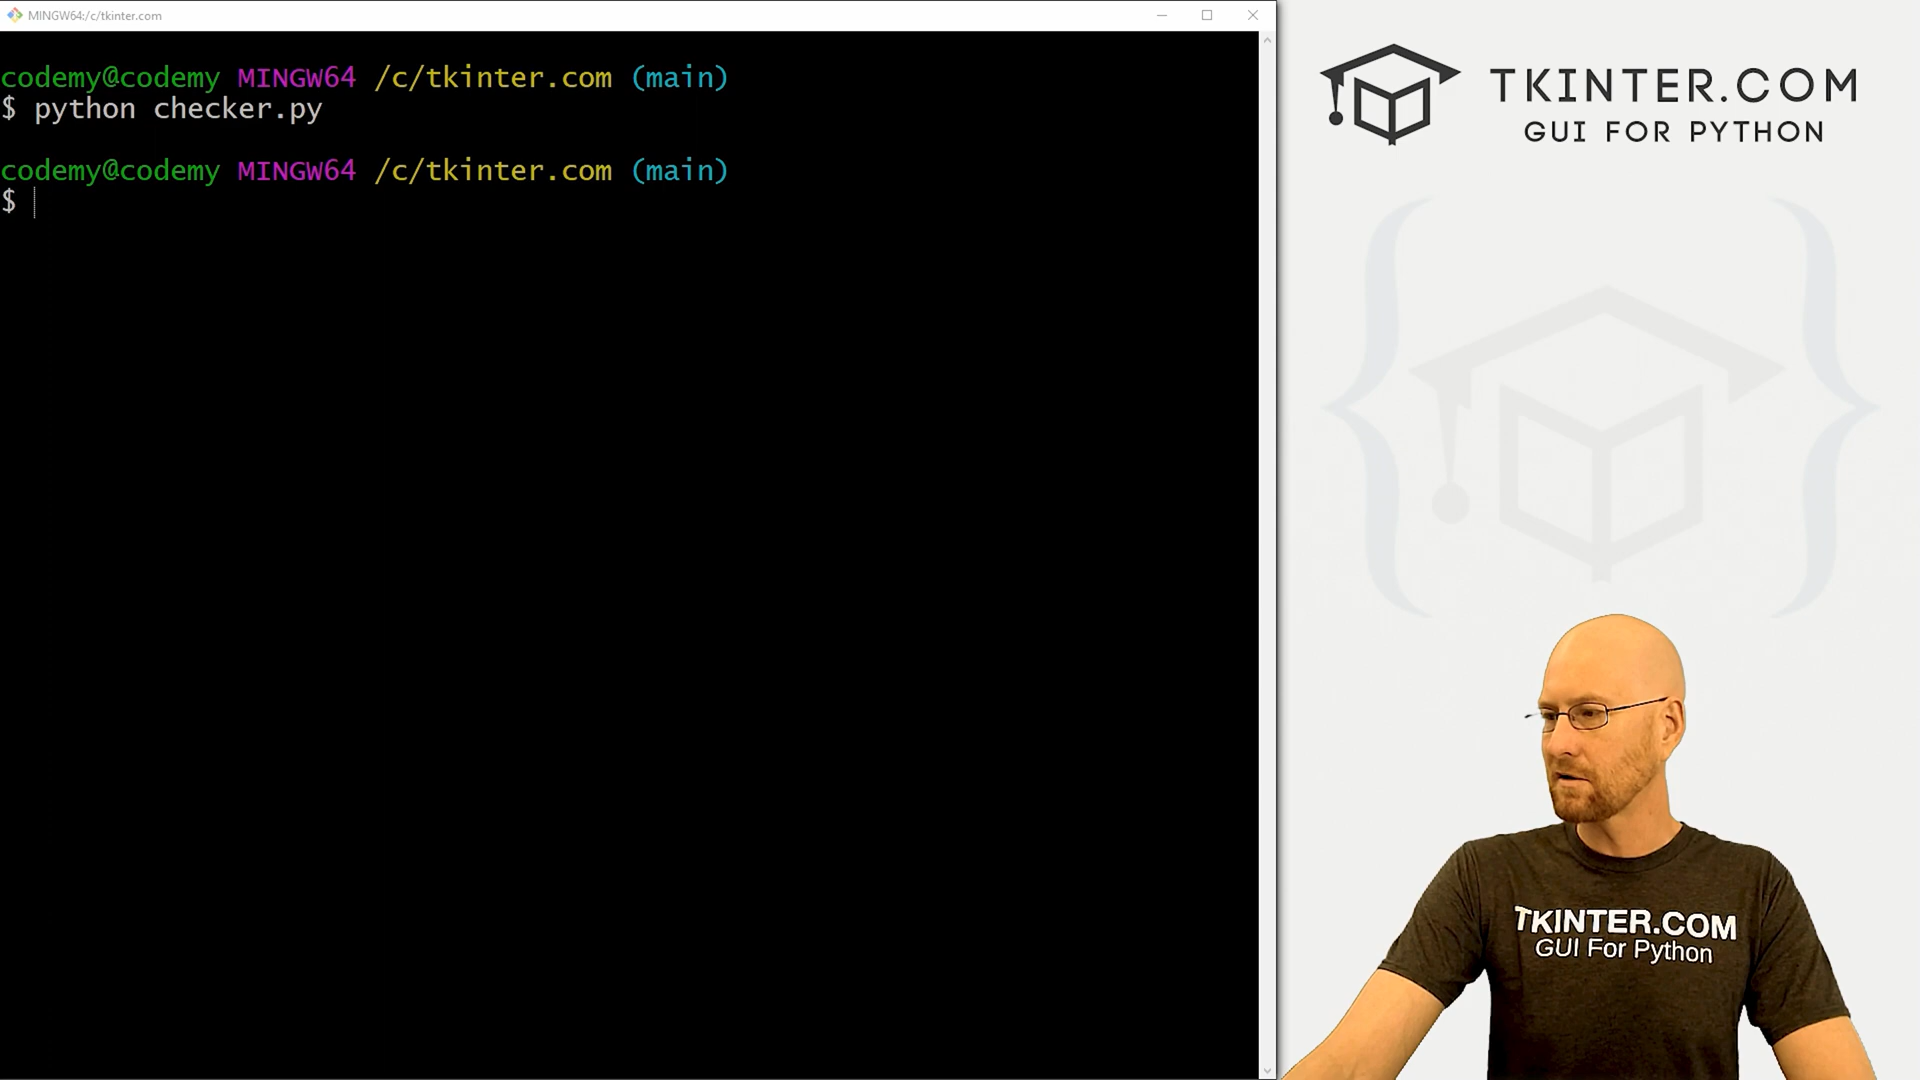 MINGW64:/c/tkinter.com
codemy@codemy MINGW64 /c/tkinter.com (main)
$ python checker.py
codemy@codemy MINGW64 /c/tkinter.com (main)
$
TKINTER.COM
GUI FOR PYTHON
TKINTER.COM
GUI For Python